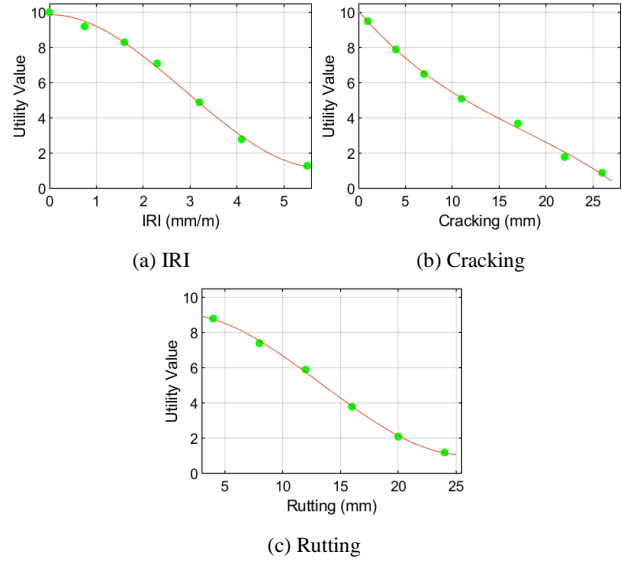 10
8
6
4
2
0
Utility Value
0 1 2 3 4 5
IRI (mm/m)
(a) IRI
10
8
6
4
2
0
Utility Value
0 5 10 15 20 25
Cracking (mm)
(b) Cracking
10
8
6
4
2
0
Utility Value
5 10 15 20 25
Rutting (mm)
(c) Rutting